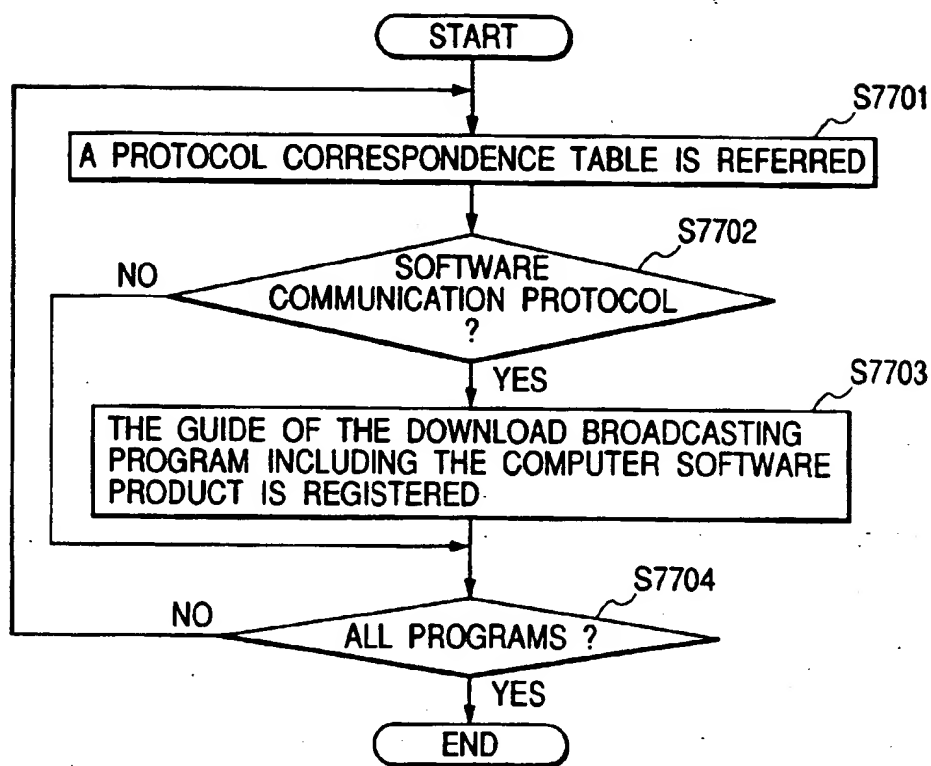 START
S7701
A PROTOCOL CORRESPONDENCE TABLE IS REFERRED
S7702
NO
SOFTWARE
COMMUNICATION PROTOCOL
?
YES
S7703
THE GUIDE OF THE DOWNLOAD BROADCASTING
PROGRAM INCLUDING THE COMPUTER SOFTWARE
PRODUCT IS REGISTERED
S7704
NO
ALL PROGRAMS ?
YES
END